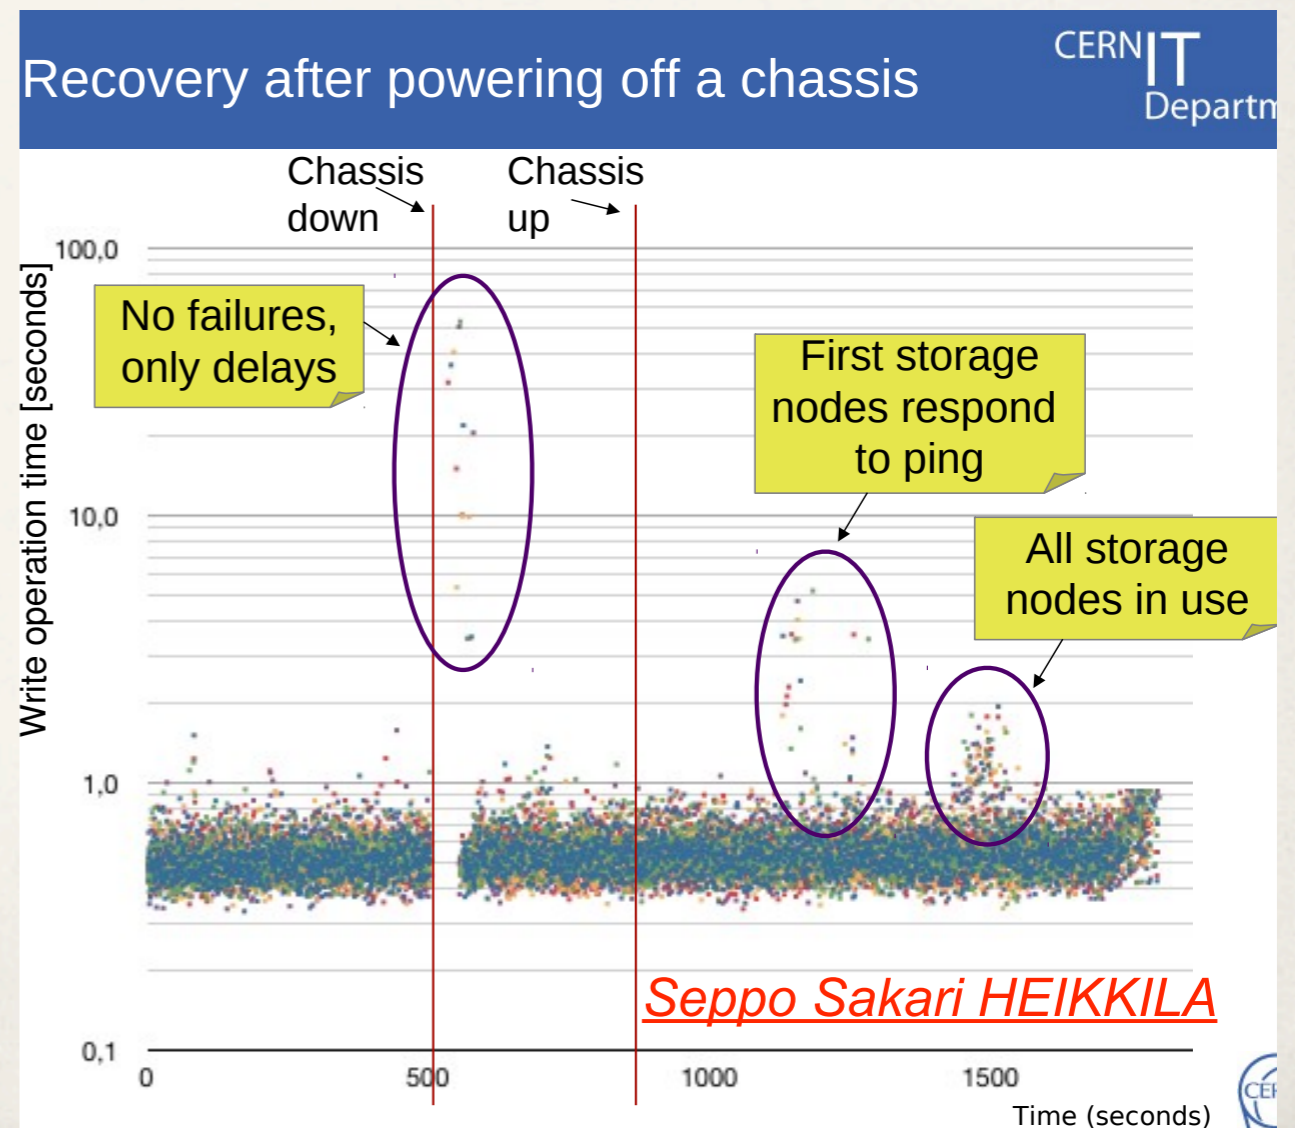 Recovery after powering off a chassis
CERN IT
Departm
Chassis
down
Chassis
up
Write operation time [seconds]
100,0
10,0
1,0
0,1
No failures,
only delays
First storage
nodes respond
to ping
All storage
nodes in use
Seppo Sakari HEIKKILA
0 500 1000 1500
Time (seconds)
CER